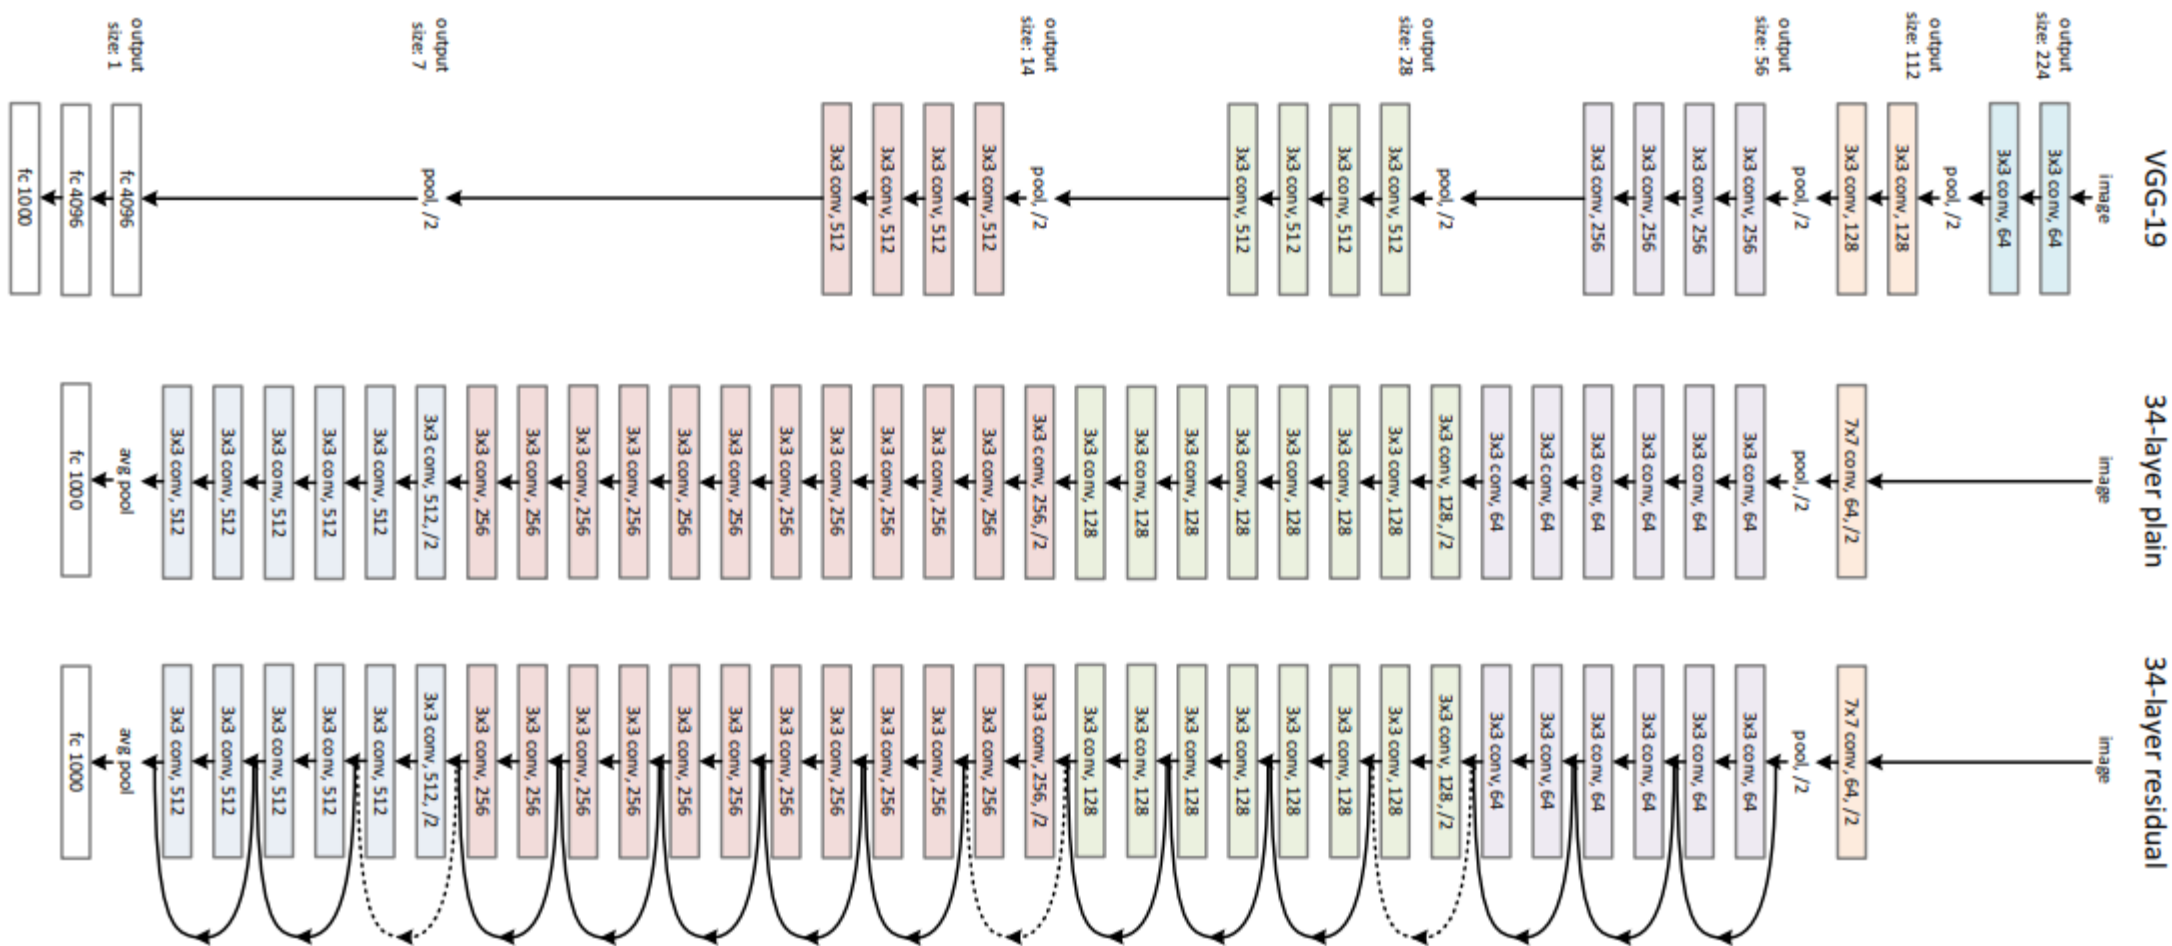 output
size: 224
output
size: 112
output
size: 56
output
size: 28
output
size: 14
output
size: 7
output
size: 1
VGG-19
image
3x3 conv, 64
3x3 conv, 64
pool, /2
3x3 conv, 128
3x3 conv, 128
pool, /2
3x3 conv, 256
3x3 conv, 256
3x3 conv, 256
3x3 conv, 256
pool, /2
3x3 conv, 512
3x3 conv, 512
3x3 conv, 512
3x3 conv, 512
pool, /2
3x3 conv, 512
3x3 conv, 512
3x3 conv, 512
3x3 conv, 512
pool, /2
fc 4096
fc 4096
fc 1000
34-layer plain
image
7x7 conv, 64, /2
pool, /2
3x3 conv, 64
3x3 conv, 64
3x3 conv, 64
3x3 conv, 64
3x3 conv, 64
3x3 conv, 64
3x3 conv, 128, /2
3x3 conv, 128
3x3 conv, 128
3x3 conv, 128
3x3 conv, 128
3x3 conv, 128
3x3 conv, 128
3x3 conv, 128
3x3 conv, 256, /2
3x3 conv, 256
3x3 conv, 256
3x3 conv, 256
3x3 conv, 256
3x3 conv, 256
3x3 conv, 256
3x3 conv, 256
3x3 conv, 256
3x3 conv, 256
3x3 conv, 256
3x3 conv, 256
3x3 conv, 512, /2
3x3 conv, 512
3x3 conv, 512
3x3 conv, 512
3x3 conv, 512
3x3 conv, 512
avg pool
fc 1000
34-layer residual
image
7x7 conv, 64, /2
pool, /2
3x3 conv, 64
3x3 conv, 64
3x3 conv, 64
3x3 conv, 64
3x3 conv, 64
3x3 conv, 64
3x3 conv, 128, /2
3x3 conv, 128
3x3 conv, 128
3x3 conv, 128
3x3 conv, 128
3x3 conv, 128
3x3 conv, 128
3x3 conv, 128
3x3 conv, 256, /2
3x3 conv, 256
3x3 conv, 256
3x3 conv, 256
3x3 conv, 256
3x3 conv, 256
3x3 conv, 256
3x3 conv, 256
3x3 conv, 256
3x3 conv, 256
3x3 conv, 256
3x3 conv, 256
3x3 conv, 512, /2
3x3 conv, 512
3x3 conv, 512
3x3 conv, 512
3x3 conv, 512
3x3 conv, 512
avg pool
fc 1000